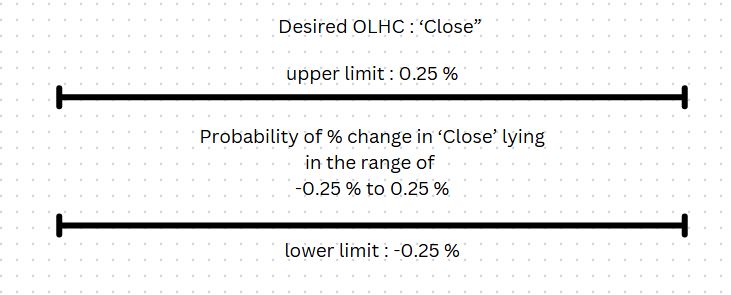 Desired OLHC : ‘Close”
upper limit : 0.25 %
Probability of % change in ‘Close’ lying
in the range of
-0.25 % to 0.25 %
lower limit : -0.25 %